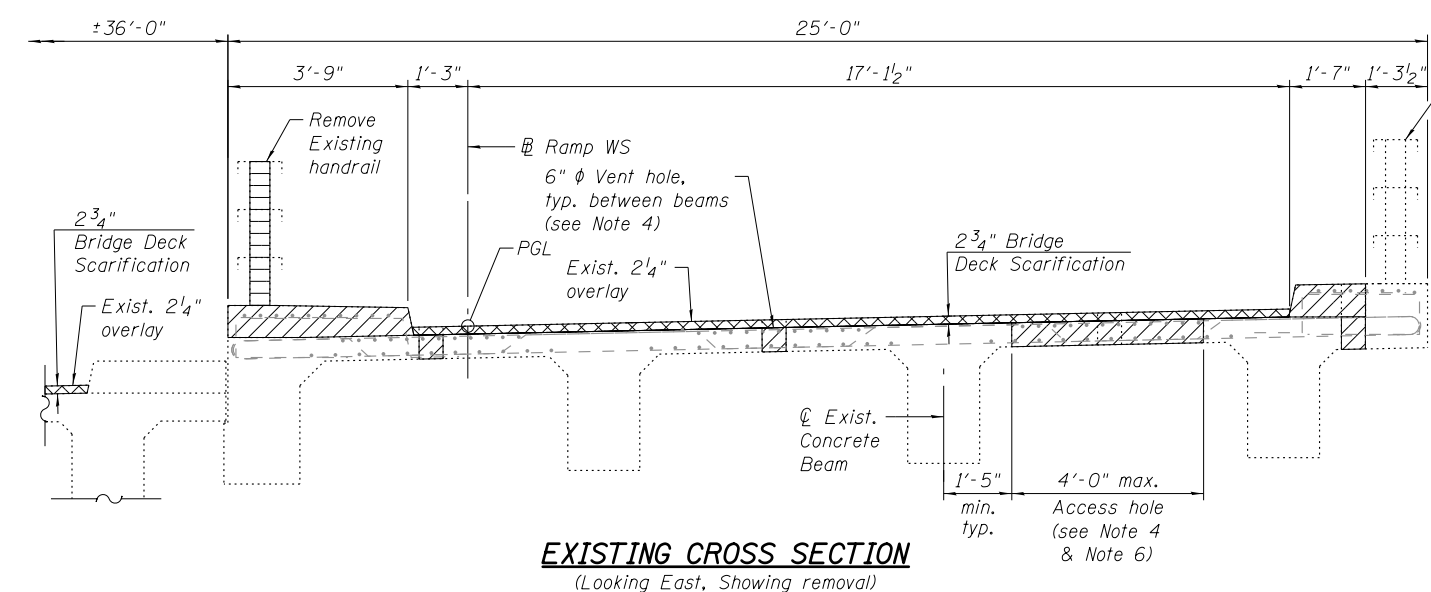 ±36'-0"
25'-0"
3'-9"
1'-3"
17'-1½"
1'-7"
1'-3½"
Remove
Existing
handrail
℄ Ramp WS
6" ϕ Vent hole,
typ. between beams
(see Note 4)
PGL
Exist. 2¼"
overlay
2¾" Bridge
Deck Scarification
2¾"
Bridge Deck
Scarification
Exist. 2¼"
overlay
℄ Exist.
Concrete
Beam
1'-5"
min.
typ.
4'-0" max.
Access hole
(see Note 4
& Note 6)
EXISTING CROSS SECTION
(Looking East, Showing removal)